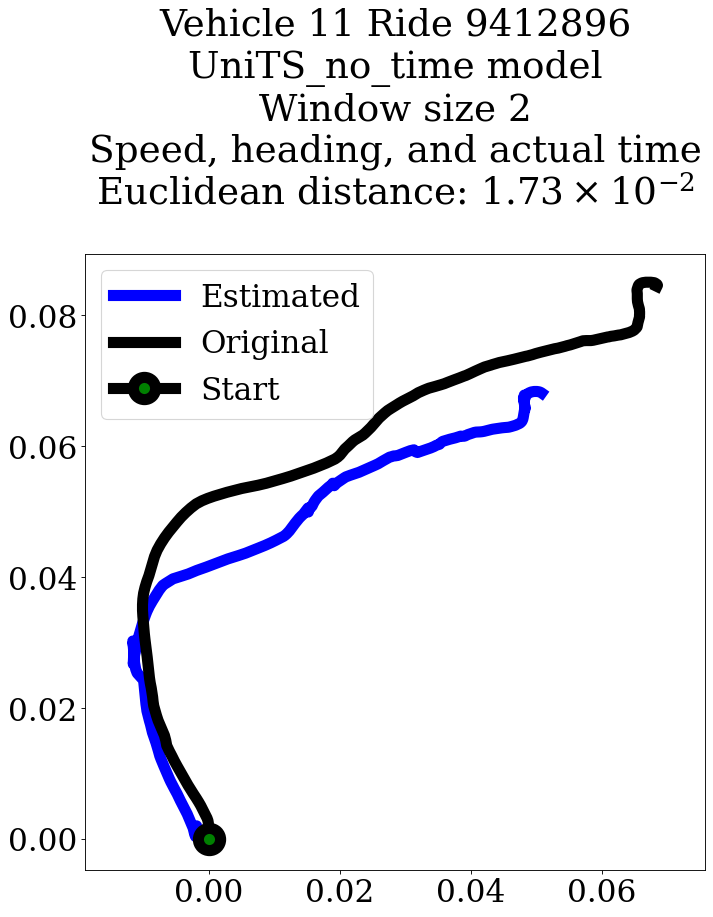 Vehicle 11 Ride 9412896
UniTS_no_time model
Window size 2
Speed, heading, and actual time
Euclidean distance: 1.73 × 10⁻²
Estimated
Original
Start
0.08
0.06
0.04
0.02
0.00
0.00 0.02 0.04 0.06